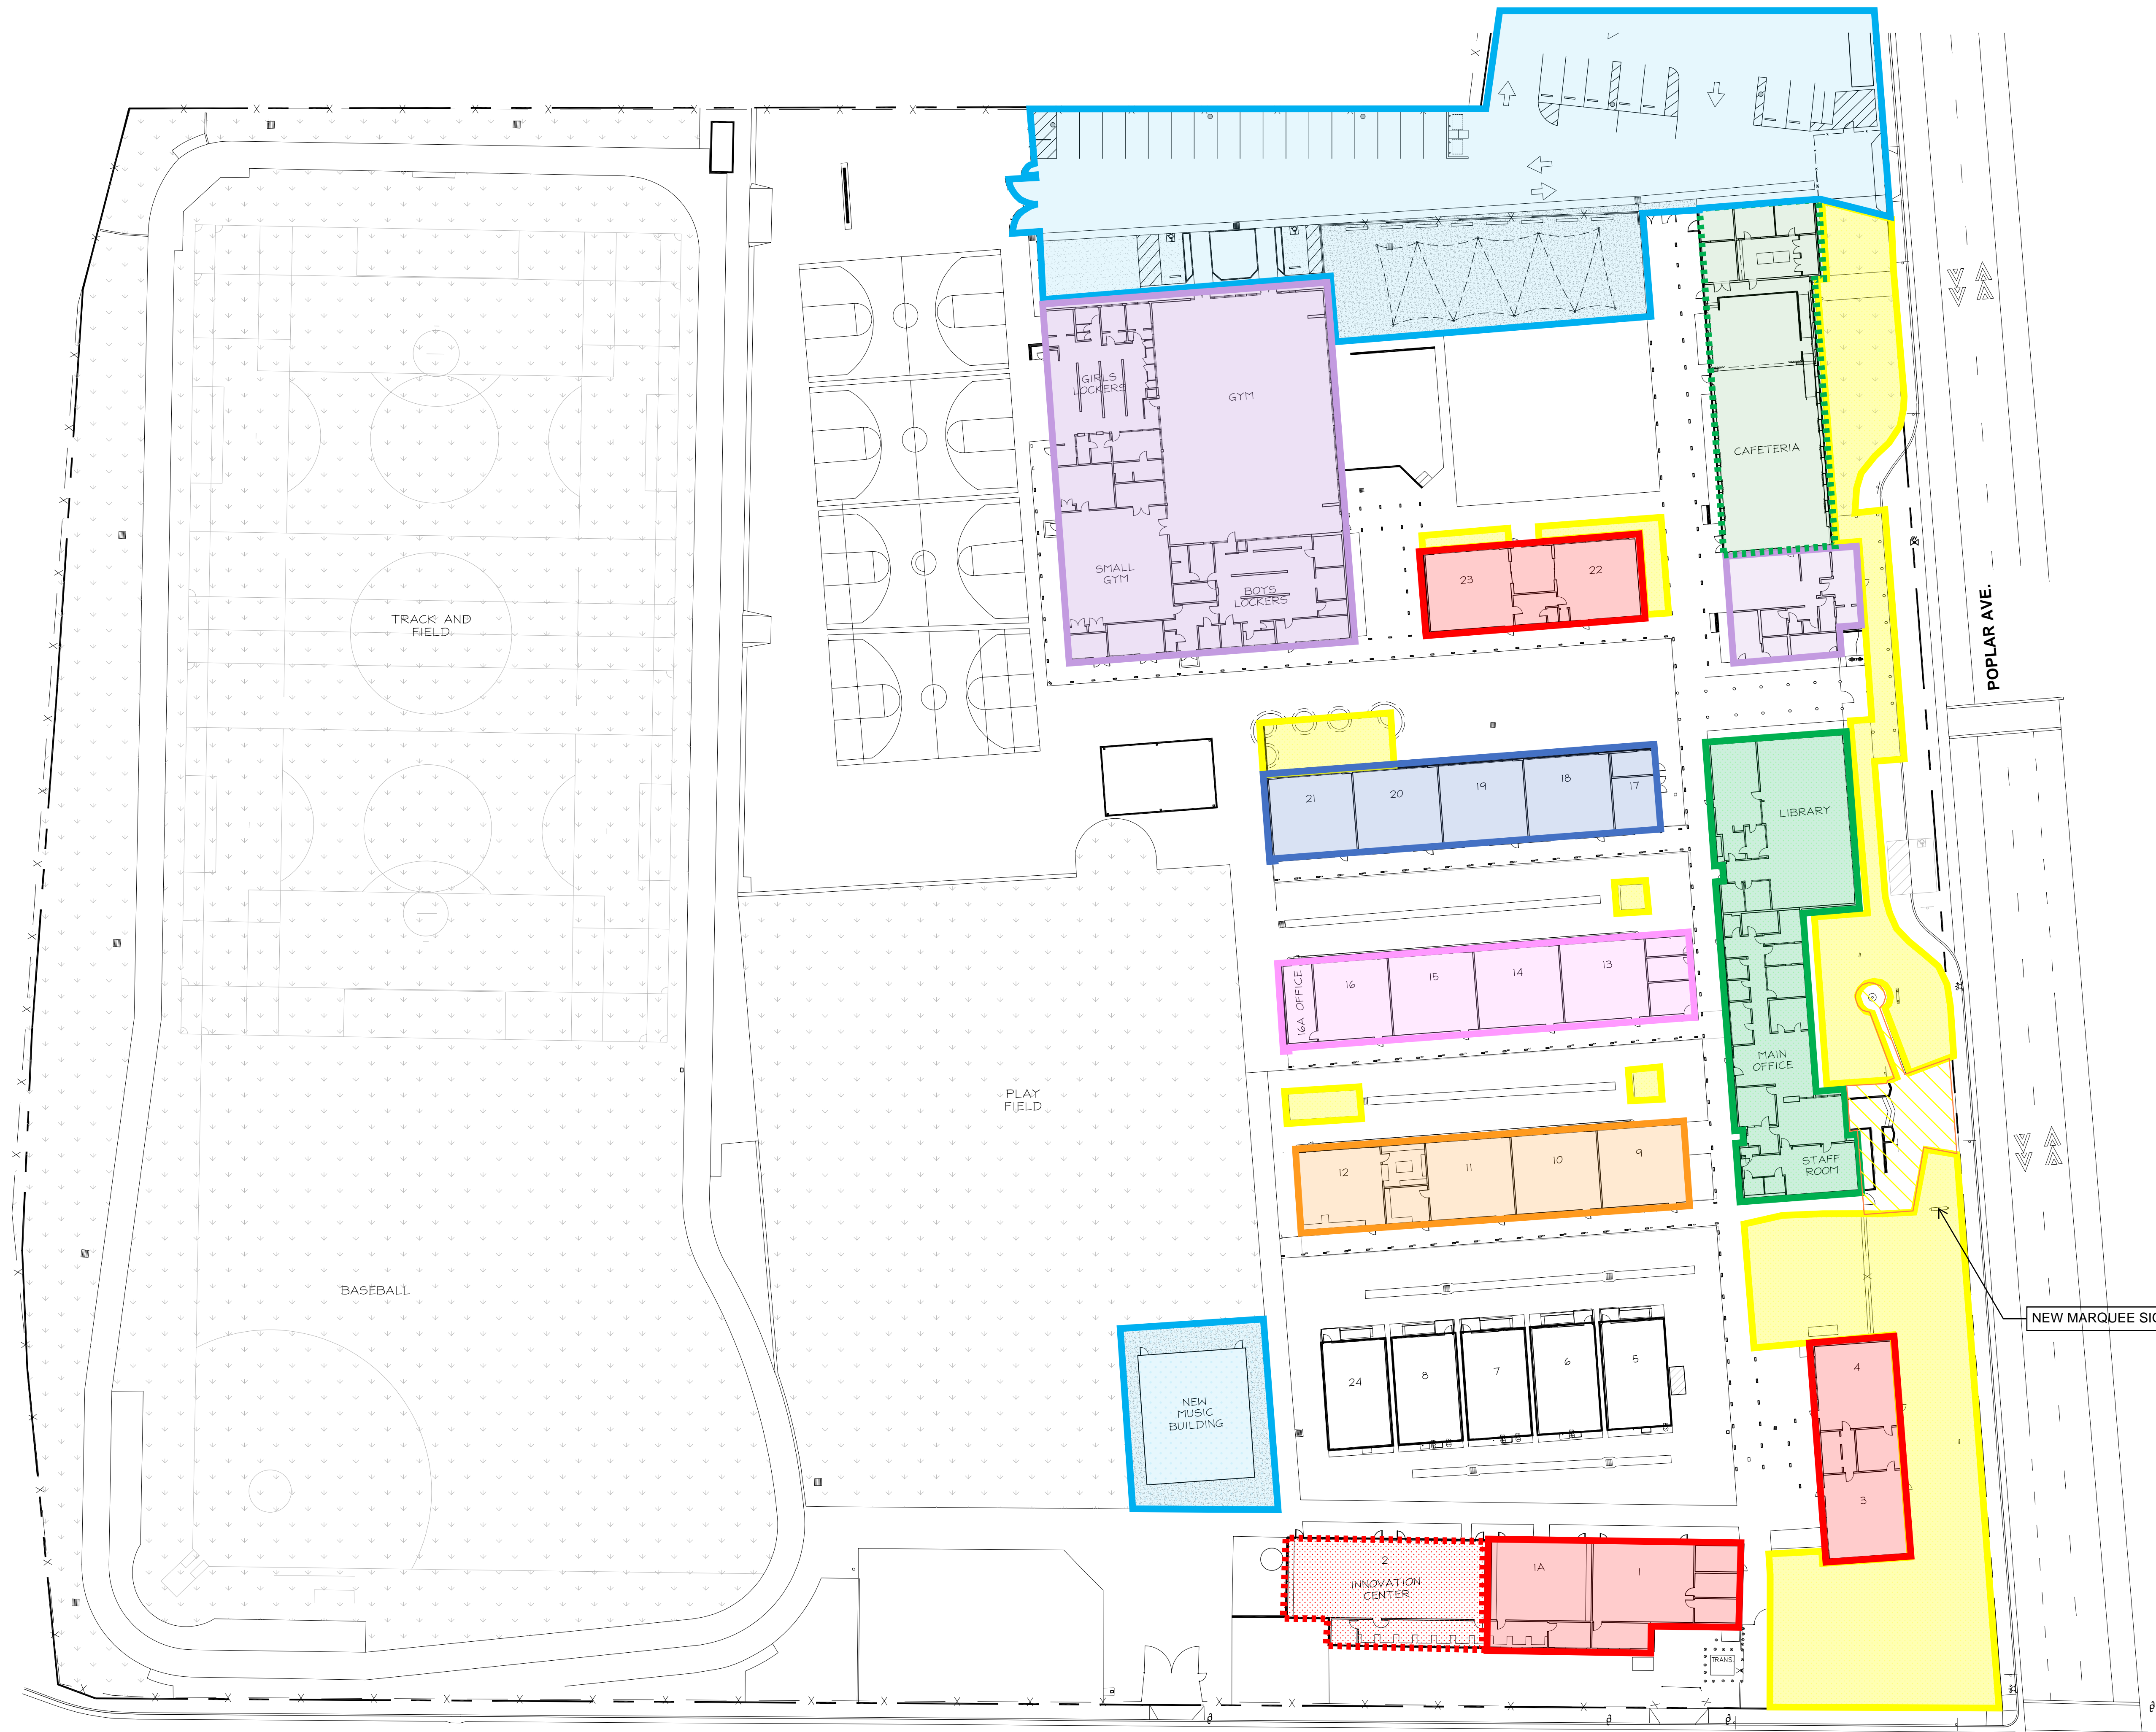 GIRLS
LOCKERS
GYM
CAFETERIA
SMALL
GYM
BOYS
LOCKERS
23
22
TRACK AND
FIELD
POPLAR AVE.
21
20
19
18
17
LIBRARY
16A OFFICE
16
15
14
13
MAIN
OFFICE
PLAY
FIELD
12
11
10
9
STAFF
ROOM
BASEBALL
NEW MARQUEE SIG
24
8
7
6
5
4
3
NEW
MUSIC
BUILDING
2
INNOVATION
CENTER
1A
1
TRANS.